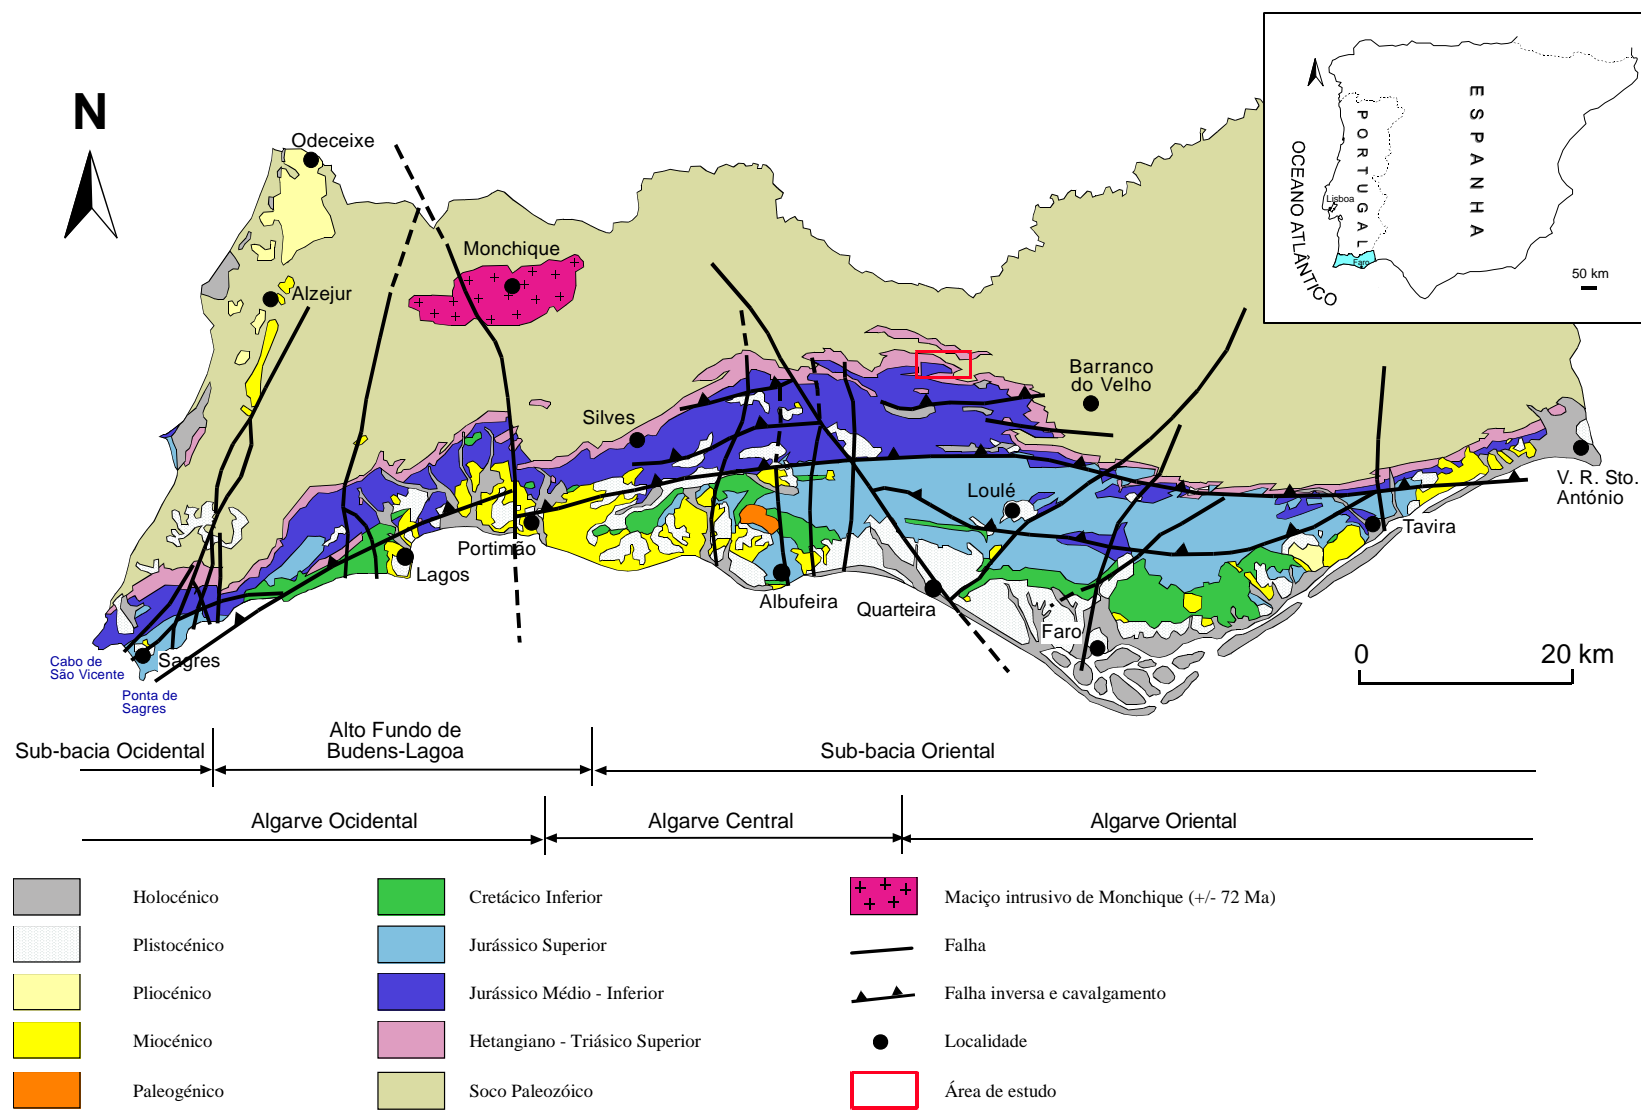 N
Odeceixe
Monchique
Alzejur
Silves
Barranco
do Velho
Loulé
V. R. Sto.
António
Tavira
Portimão
Lagos
Albufeira
Quarteira
Faro
Sagres
Cabo de
São Vicente
Ponta de
Sagres
0 20 km
OCEANO ATLÂNTICO
PORTUGAL
ESPANHA
Lisboa
Faro
50 km
Sub-bacia Ocidental
Alto Fundo de
Budens-Lagoa
Sub-bacia Oriental
Algarve Ocidental
Algarve Central
Algarve Oriental
Holocénico
Plistocénico
Pliocénico
Miocénico
Paleogénico
Cretácico Inferior
Jurássico Superior
Jurássico Médio - Inferior
Hetangiano - Triásico Superior
Soco Paleozóico
Maciço intrusivo de Monchique (+/- 72 Ma)
Falha
Falha inversa e cavalgamento
Localidade
Área de estudo